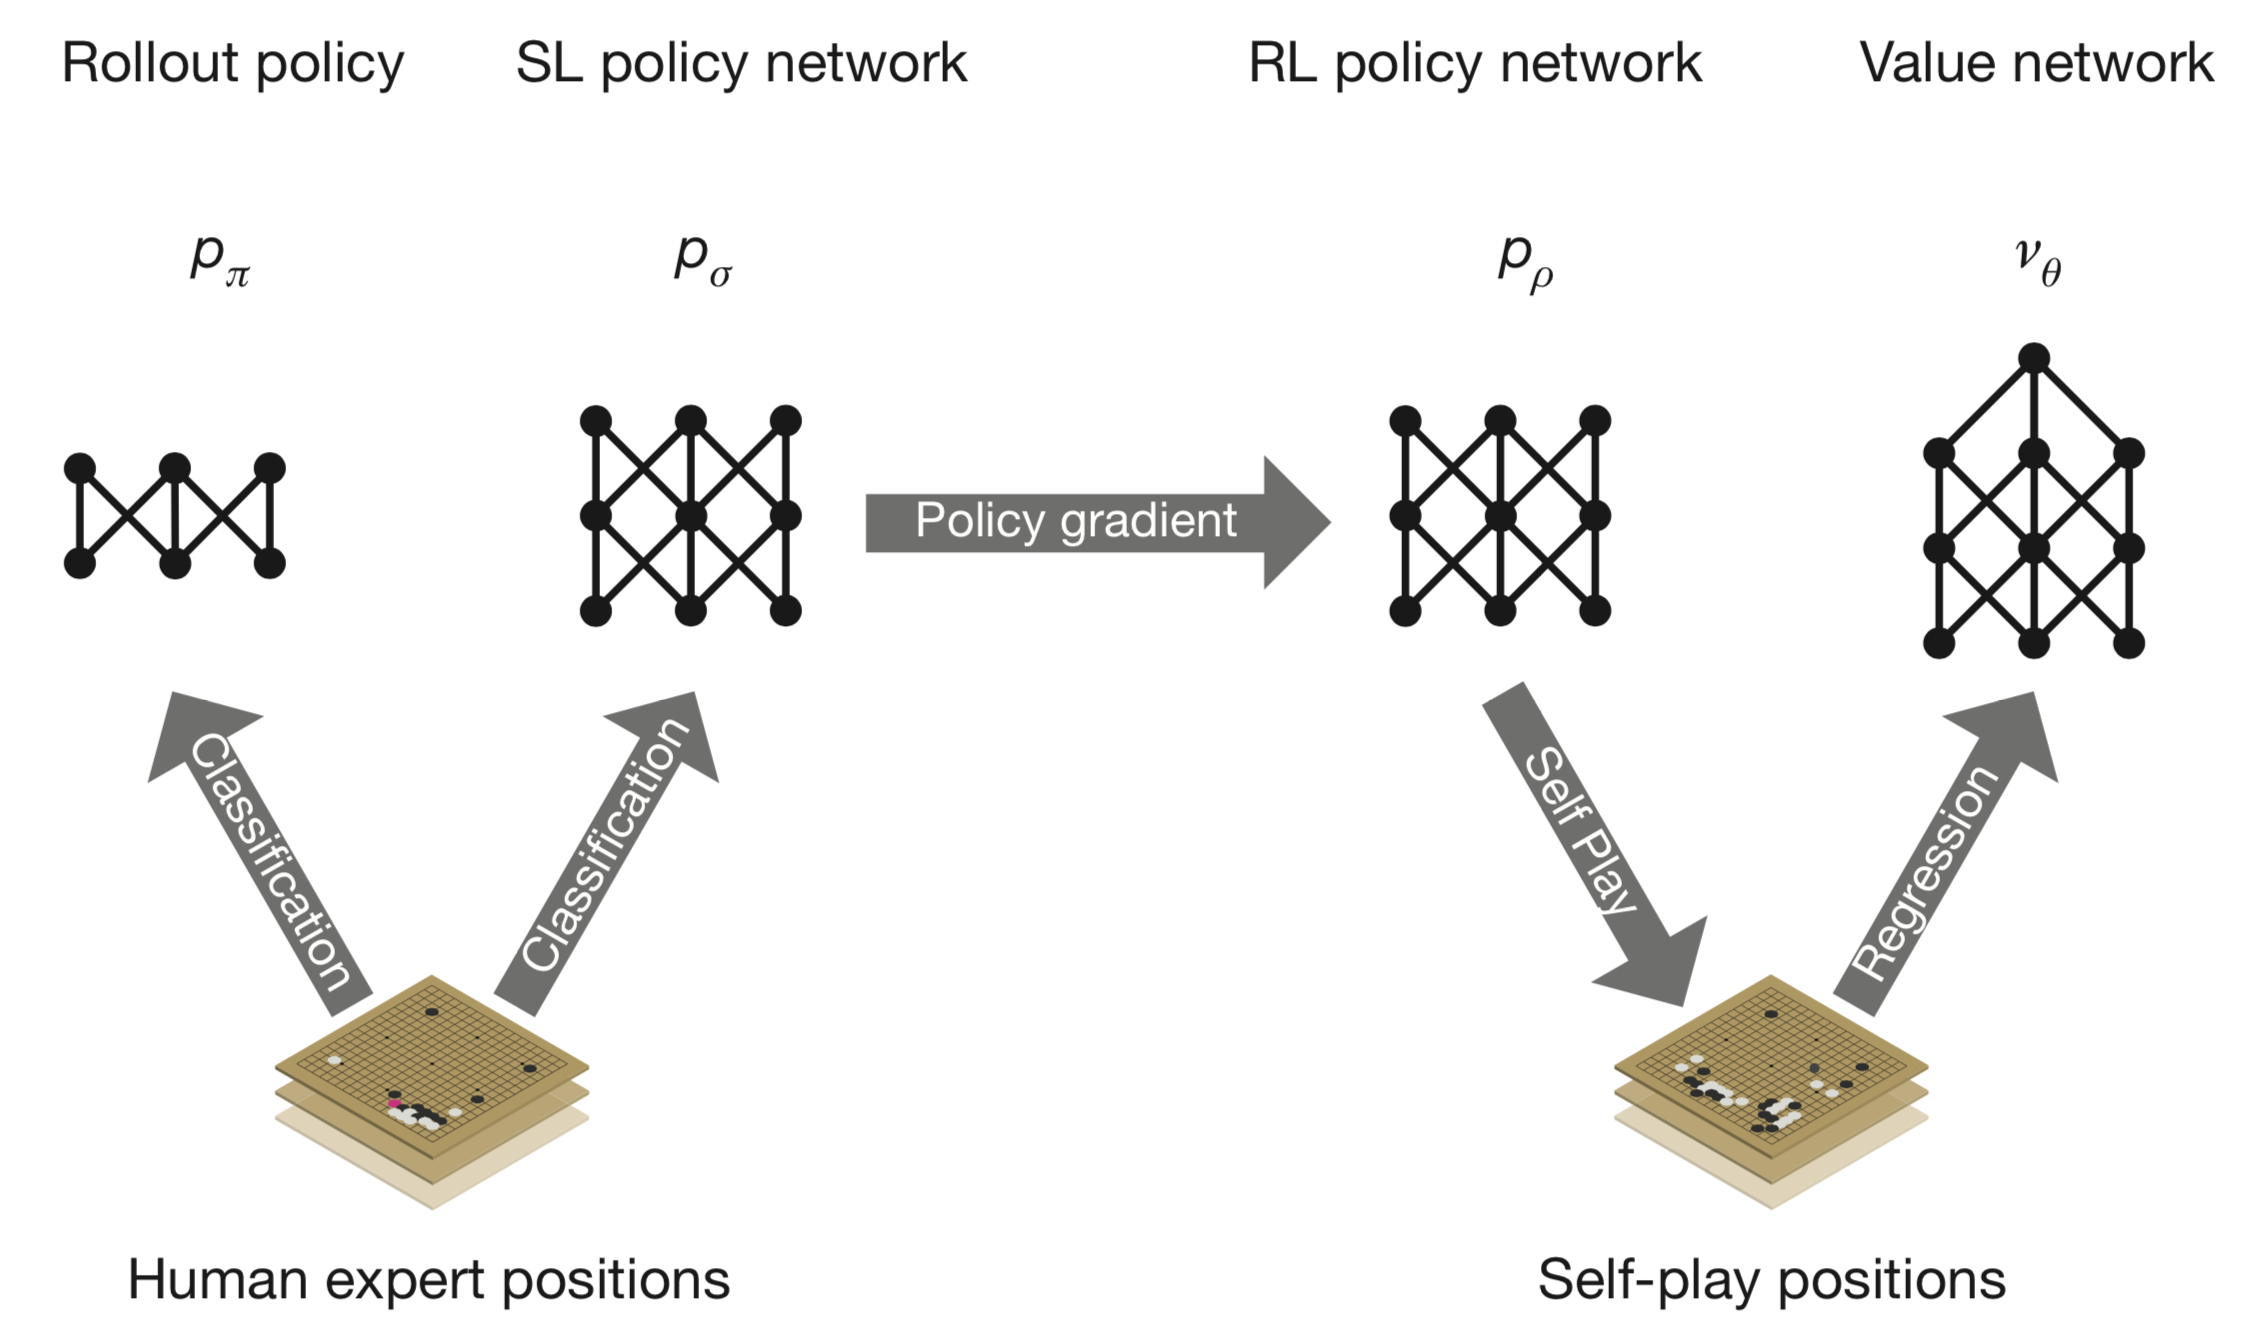 Rollout policy SL policy network RL policy network Value network
pπ pσ pρ νθ
Policy gradient
Classification Classification Self Play Regression
Human expert positions Self-play positions